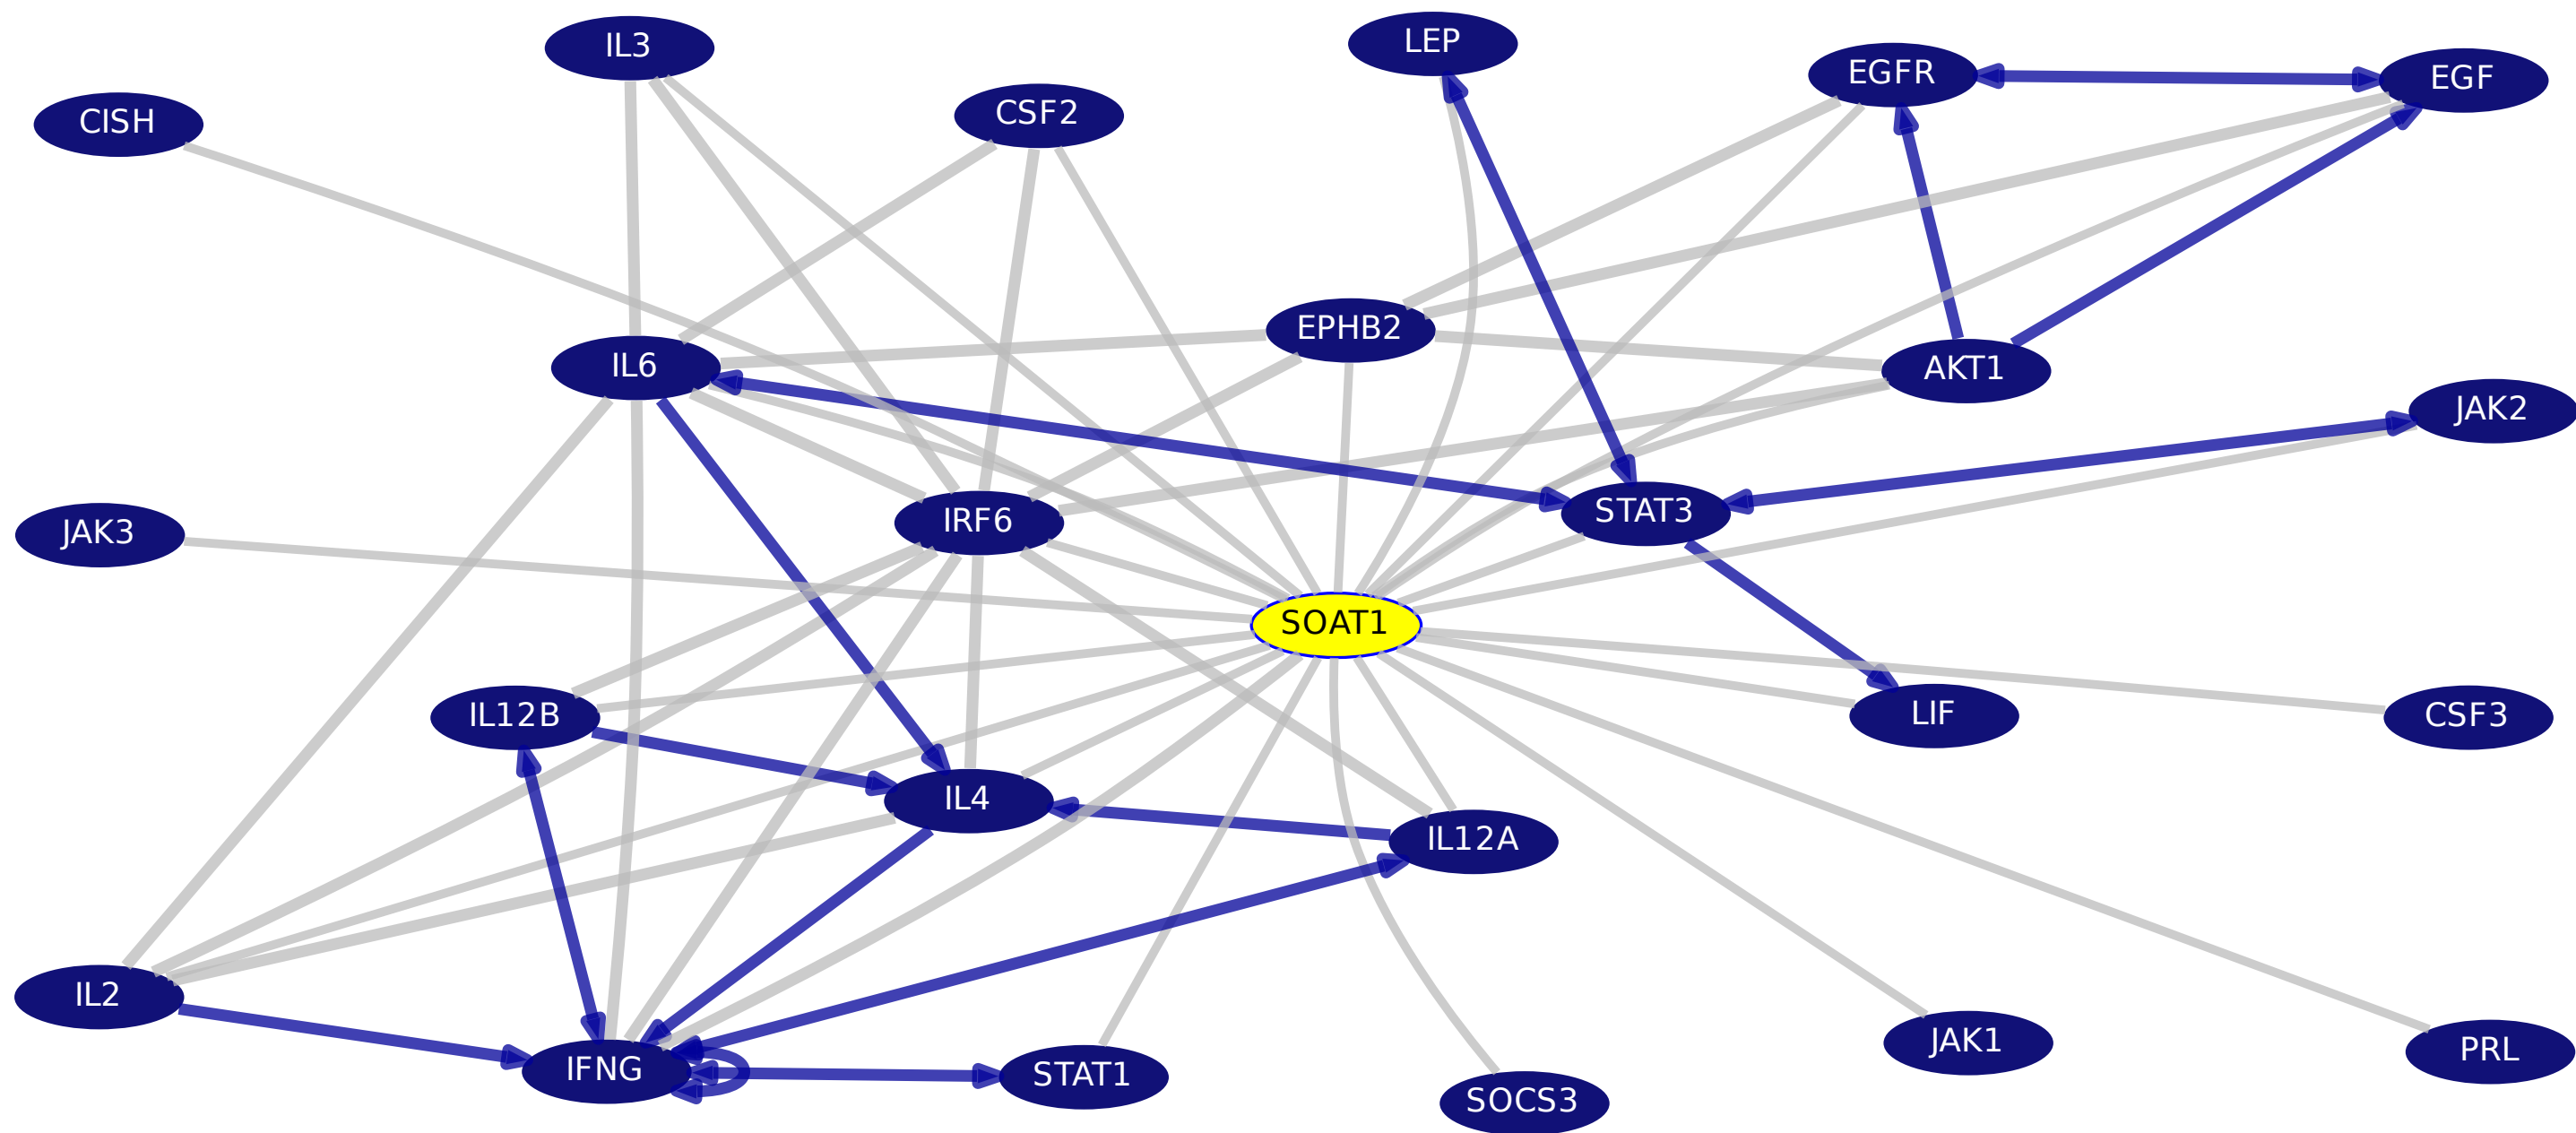 IL3
LEP
EGFR
EGF
CISH
CSF2
EPHB2
IL6
AKT1
JAK2
JAK3
IRF6
STAT3
SOAT1
IL12B
LIF
CSF3
IL4
IL12A
IL2
IFNG
STAT1
SOCS3
JAK1
PRL